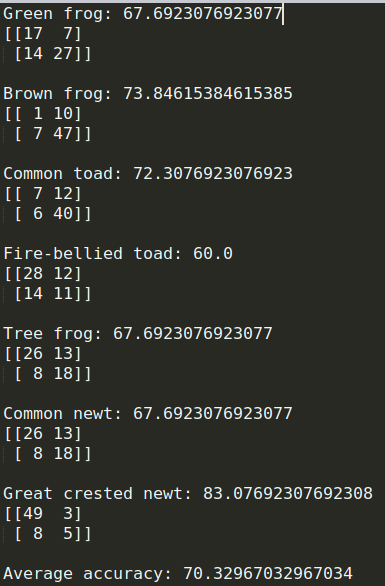 Green frog: 67.6923076923077
[[17  7]
 [14 27]]

Brown frog: 73.84615384615385
[[ 1 10]
 [ 7 47]]

Common toad: 72.3076923076923
[[ 7 12]
 [ 6 40]]

Fire-bellied toad: 60.0
[[28 12]
 [14 11]]

Tree frog: 67.6923076923077
[[26 13]
 [ 8 18]]

Common newt: 67.6923076923077
[[26 13]
 [ 8 18]]

Great crested newt: 83.07692307692308
[[49  3]
 [ 8  5]]

Average accuracy: 70.32967032967034